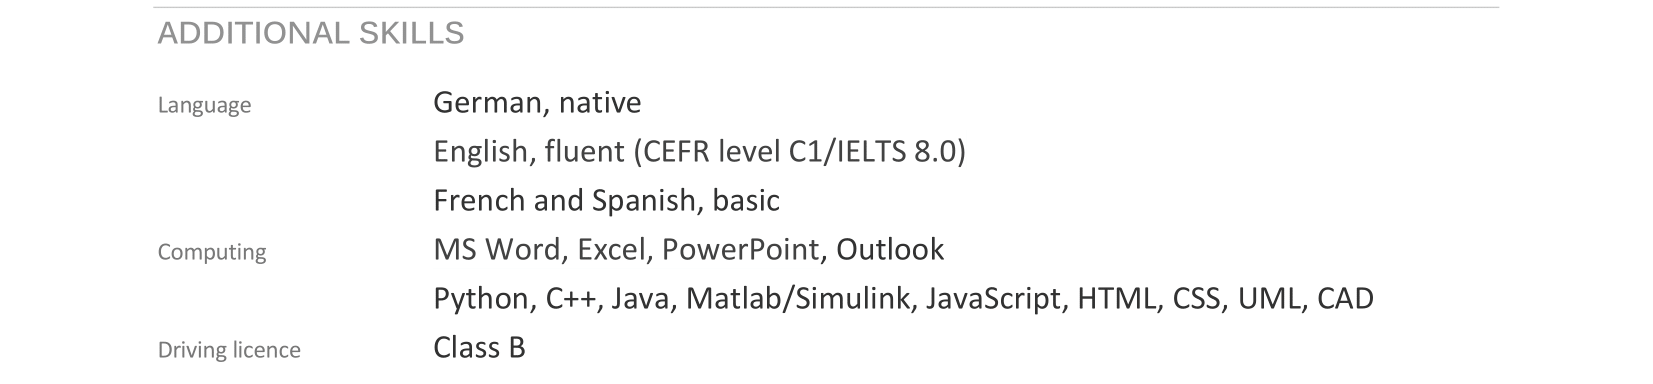 ADDITIONAL SKILLS
Language German, native
English, fluent (CEFR level C1/IELTS 8.0)
French and Spanish, basic
Computing MS Word, Excel, PowerPoint, Outlook
Python, C++, Java, Matlab/Simulink, JavaScript, HTML, CSS, UML, CAD
Driving licence Class B